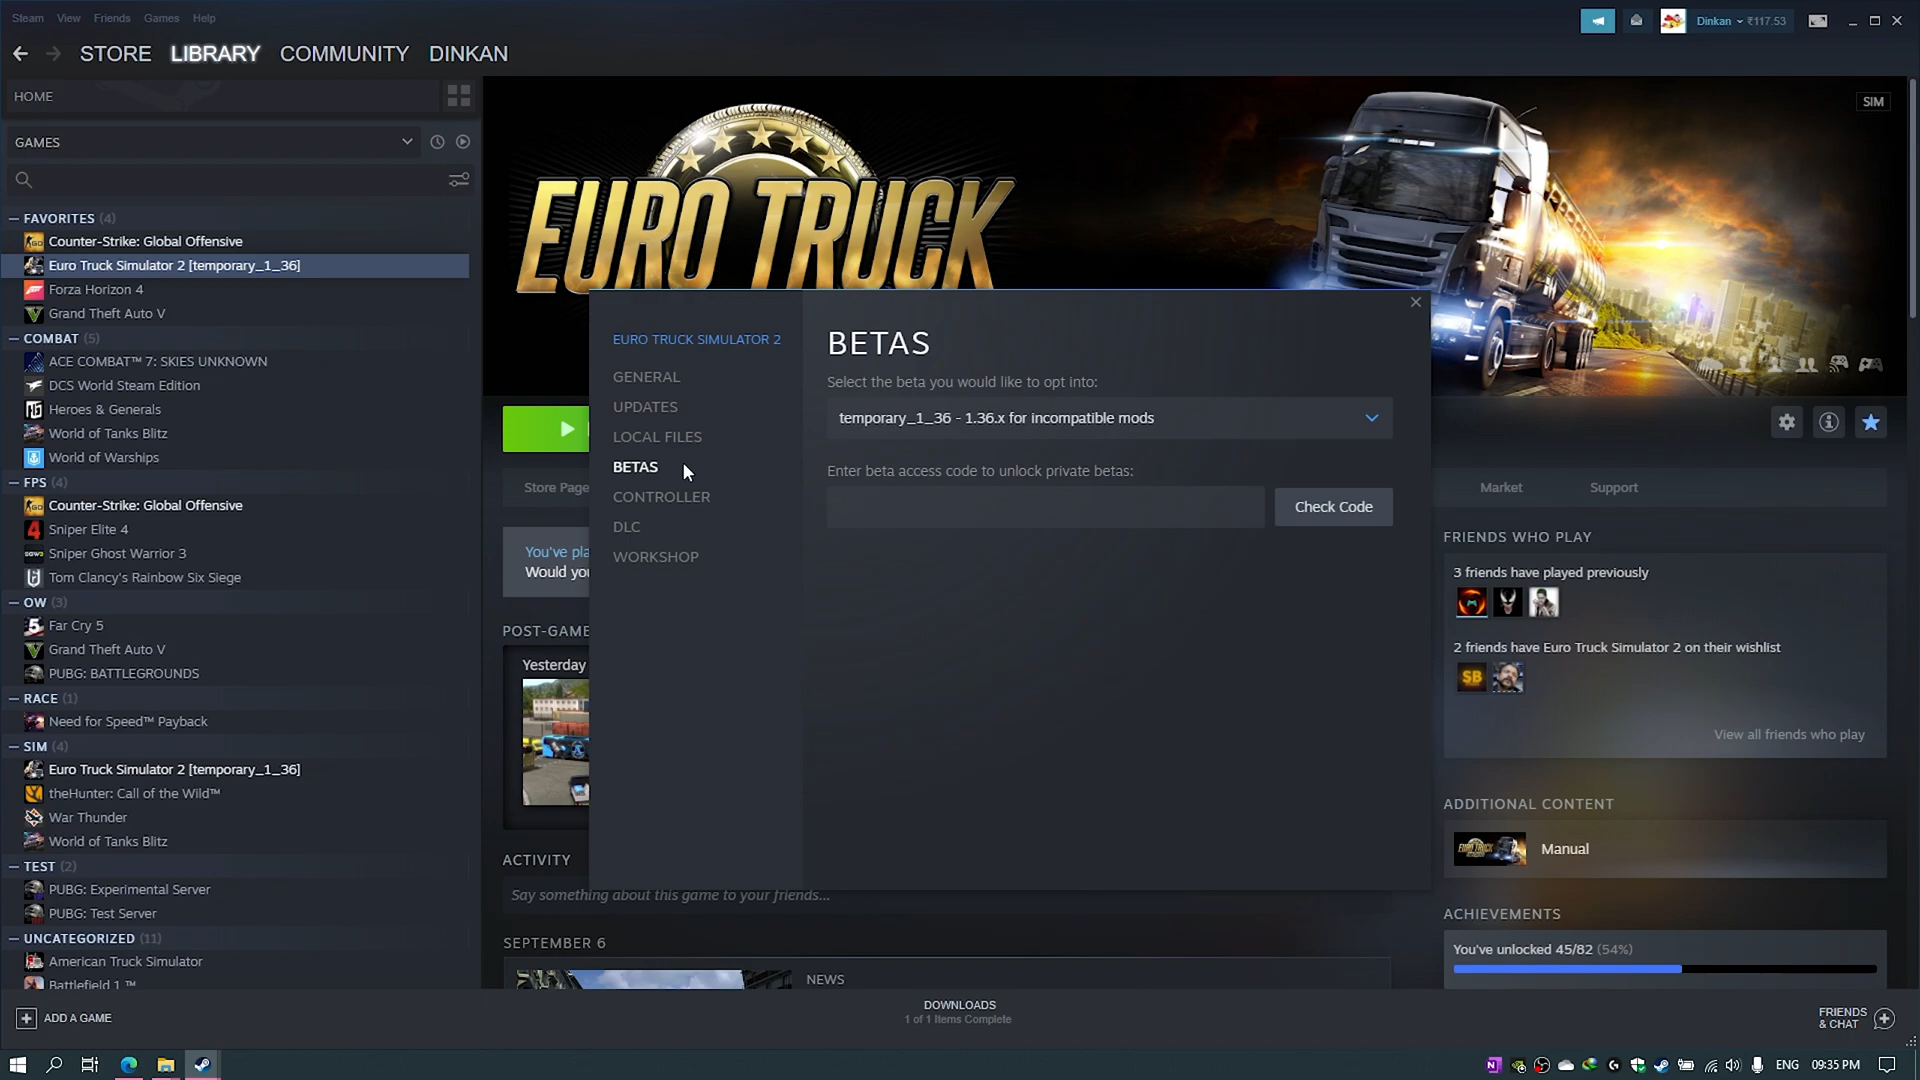 Steam View Friends Games Help
Dinkan ₹117.53
STORE LIBRARY COMMUNITY DINKAN
HOME
SIM
GAMES
EURO TRUCK
— FAVORITES (4)
Counter-Strike: Global Offensive
Euro Truck Simulator 2 [temporary_1_36]
Forza Horizon 4
Grand Theft Auto V
— COMBAT (5)
ACE COMBAT™ 7: SKIES UNKNOWN
DCS World Steam Edition
Heroes & Generals
World of Tanks Blitz
World of Warships
— FPS (4)
Counter-Strike: Global Offensive
Sniper Elite 4
Sniper Ghost Warrior 3
Tom Clancy's Rainbow Six Siege
— OW (3)
Far Cry 5
Grand Theft Auto V
PUBG: BATTLEGROUNDS
— RACE (1)
Need for Speed™ Payback
— SIM (4)
Euro Truck Simulator 2 [temporary_1_36]
theHunter: Call of the Wild™
War Thunder
World of Tanks Blitz
— TEST (2)
PUBG: Experimental Server
PUBG: Test Server
— UNCATEGORIZED (11)
American Truck Simulator
Battlefield 1 ™
EURO TRUCK SIMULATOR 2
GENERAL
UPDATES
LOCAL FILES
BETAS
CONTROLLER
DLC
WORKSHOP
BETAS
Select the beta you would like to opt into:
temporary_1_36 - 1.36.x for incompatible mods
Enter beta access code to unlock private betas:
Check Code
Store Page
Market Support
You've pla
Would you
POST-GAME
Yesterday
ACTIVITY
Say something about this game to your friends...
SEPTEMBER 6
NEWS
FRIENDS WHO PLAY
3 friends have played previously
2 friends have Euro Truck Simulator 2 on their wishlist
SB
View all friends who play
ADDITIONAL CONTENT
Manual
ACHIEVEMENTS
You've unlocked 45/82 (54%)
ADD A GAME
DOWNLOADS
1 of 1 Items Complete
FRIENDS
& CHAT
ENG 09:35 PM